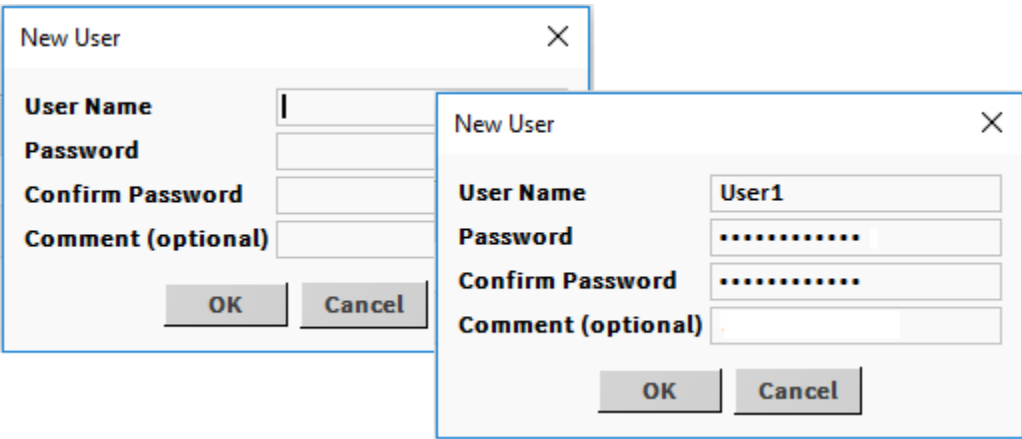 New User
User Name
Password
Confirm Password
Comment (optional)
OK Cancel
New User
User Name User1
Password ••••••••••••
Confirm Password ••••••••••••
Comment (optional)
OK Cancel